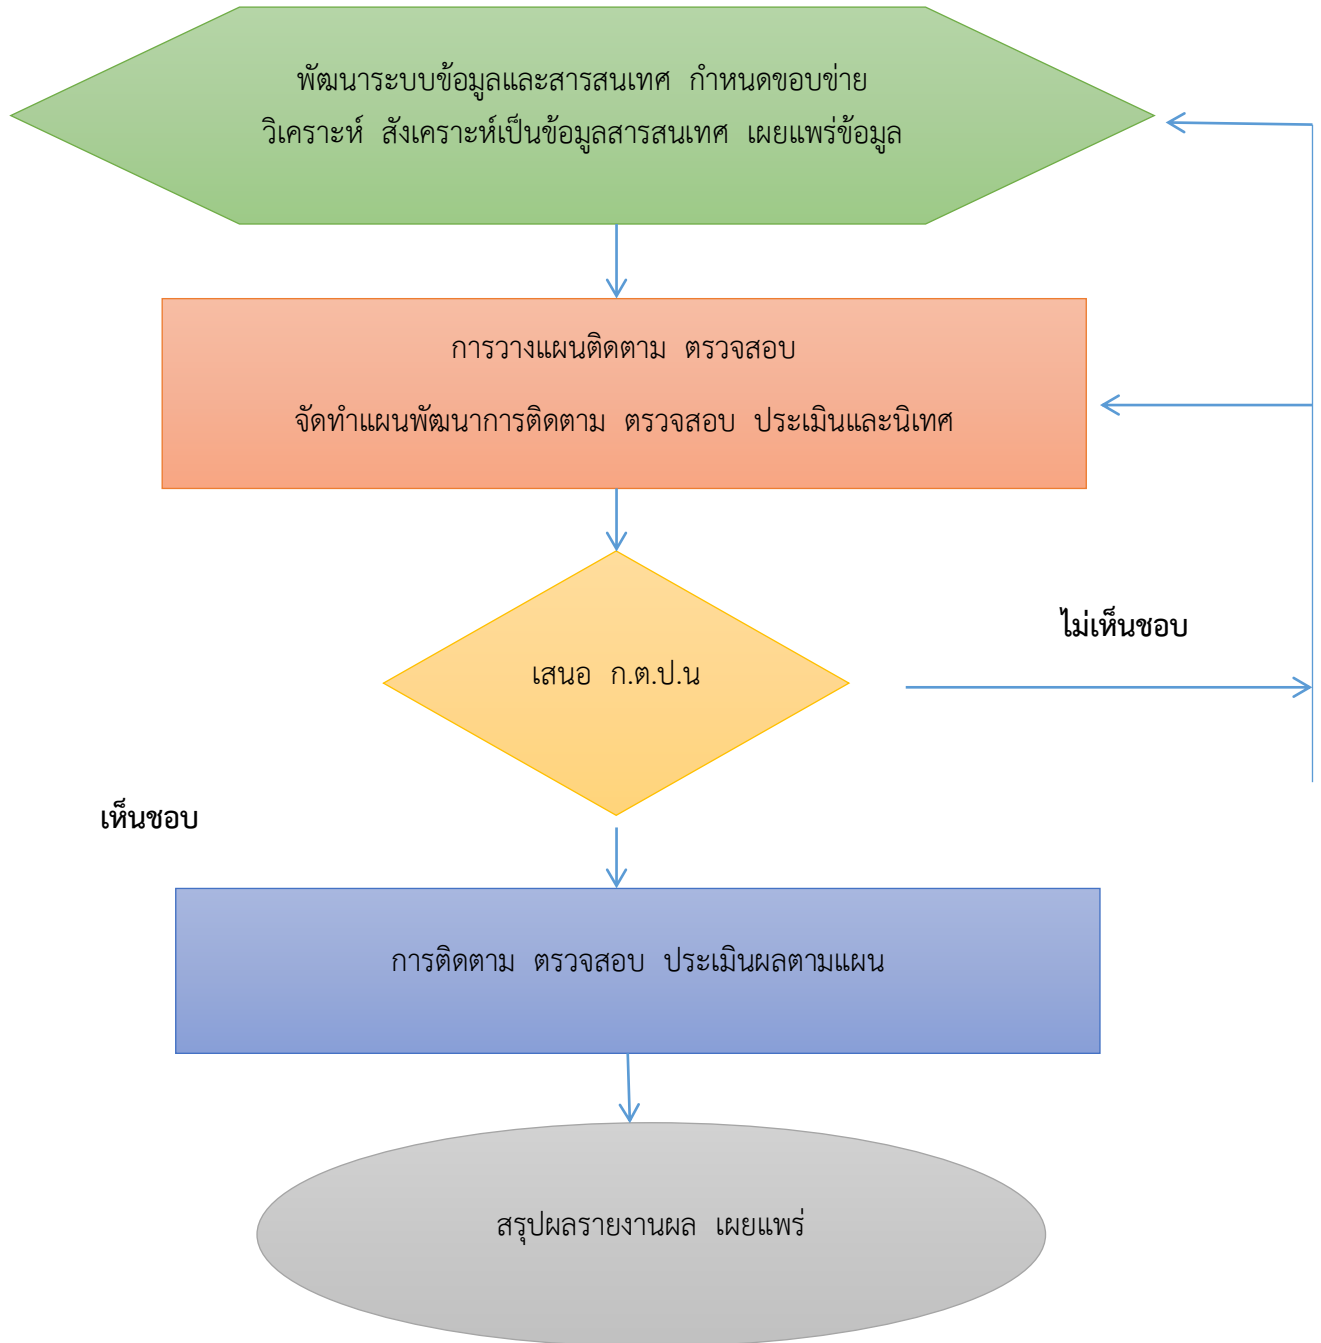 พัฒนาระบบข้อมูลและสารสนเทศ กำหนดขอบข่าย
วิเคราะห์ สังเคราะห์เป็นข้อมูลสารสนเทศ เผยแพร่ข้อมูล
การวางแผนติดตาม ตรวจสอบ
จัดทำแผนพัฒนาการติดตาม ตรวจสอบ ประเมินและนิเทศ
ไม่เห็นชอบ
เสนอ ก.ต.ป.น
เห็นชอบ
การติดตาม ตรวจสอบ ประเมินผลตามแผน
สรุปผลรายงานผล เผยแพร่